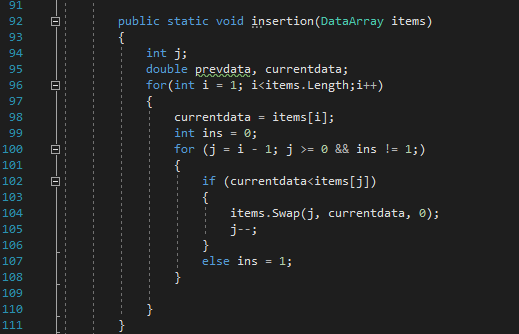 91
92 public static void insertion(DataArray items)
93 {
94 int j;
95 double prevdata, currentdata;
96 for(int i = 1; i<items.Length;i++)
97 {
98 currentdata = items[i];
99 int ins = 0;
100 for (j = i - 1; j >= 0 && ins != 1;)
101 {
102 if (currentdata<items[j])
103 {
104 items.Swap(j, currentdata, 0);
105 j--;
106 }
107 else ins = 1;
108 }
109
110 }
111 }